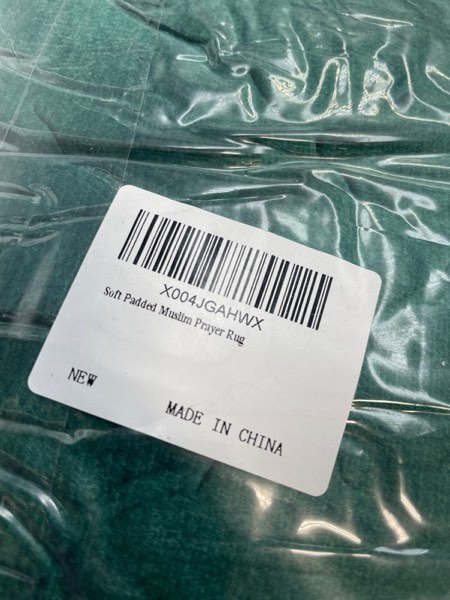 X004JGAHWX
Soft Padded Muslim Prayer Rug
NEW
MADE IN CHINA